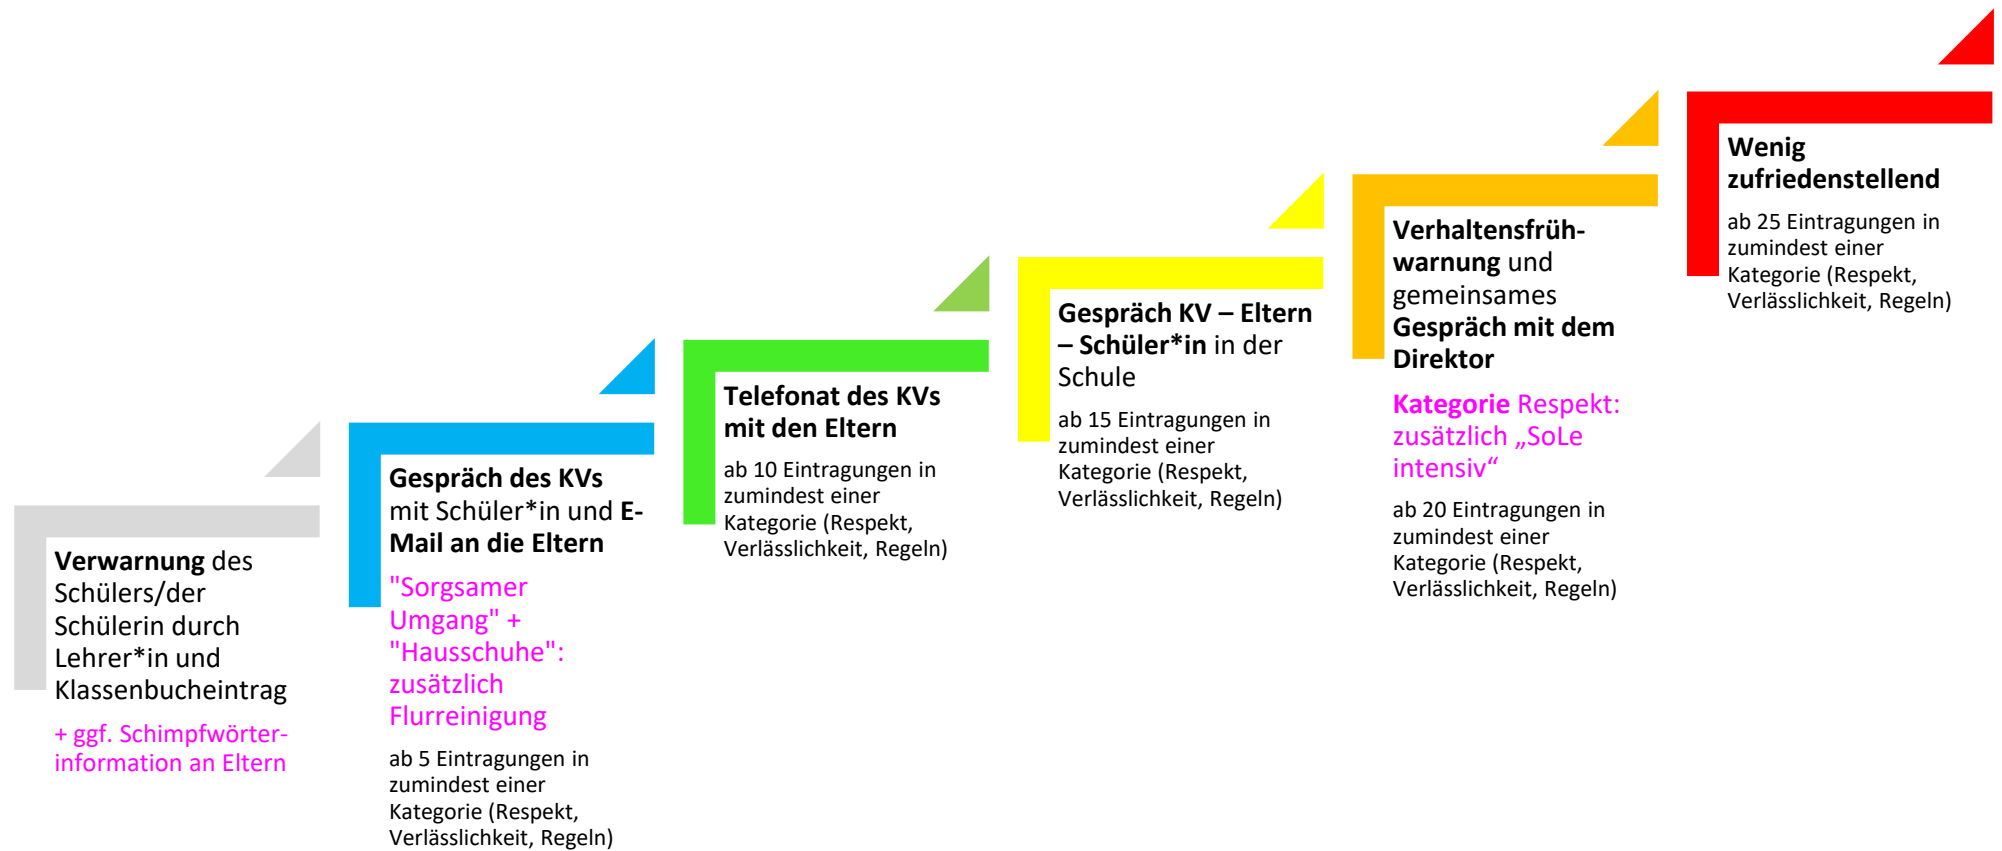 Verwarnung des
Schülers/der
Schülerin durch
Lehrer*in und
Klassenbucheintrag
+ ggf. Schimpfwörter-
information an Eltern
Gespräch des KVs
mit Schüler*in und E-
Mail an die Eltern
"Sorgsamer
Umgang" +
"Hausschuhe":
zusätzlich
Flurreinigung
ab 5 Eintragungen in
zumindest einer
Kategorie (Respekt,
Verlässlichkeit, Regeln)
Telefonat des KVs
mit den Eltern
ab 10 Eintragungen in
zumindest einer
Kategorie (Respekt,
Verlässlichkeit, Regeln)
Gespräch KV – Eltern
– Schüler*in in der
Schule
ab 15 Eintragungen in
zumindest einer
Kategorie (Respekt,
Verlässlichkeit, Regeln)
Verhaltensfrüh-
warnung und
gemeinsames
Gespräch mit dem
Direktor
Kategorie Respekt:
zusätzlich „SoLe
intensiv“
ab 20 Eintragungen in
zumindest einer
Kategorie (Respekt,
Verlässlichkeit, Regeln)
Wenig
zufriedenstellend
ab 25 Eintragungen in
zumindest einer
Kategorie (Respekt,
Verlässlichkeit, Regeln)